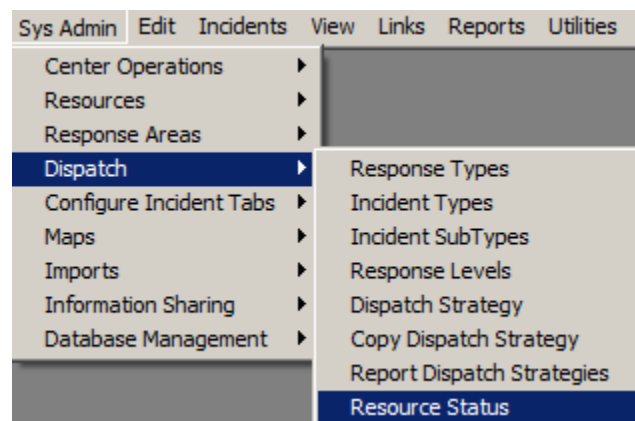 Sys Admin Edit Incidents View Links Reports Utilities
Center Operations
Resources
Response Areas
Dispatch
Configure Incident Tabs
Maps
Imports
Information Sharing
Database Management
Response Types
Incident Types
Incident SubTypes
Response Levels
Dispatch Strategy
Copy Dispatch Strategy
Report Dispatch Strategies
Resource Status